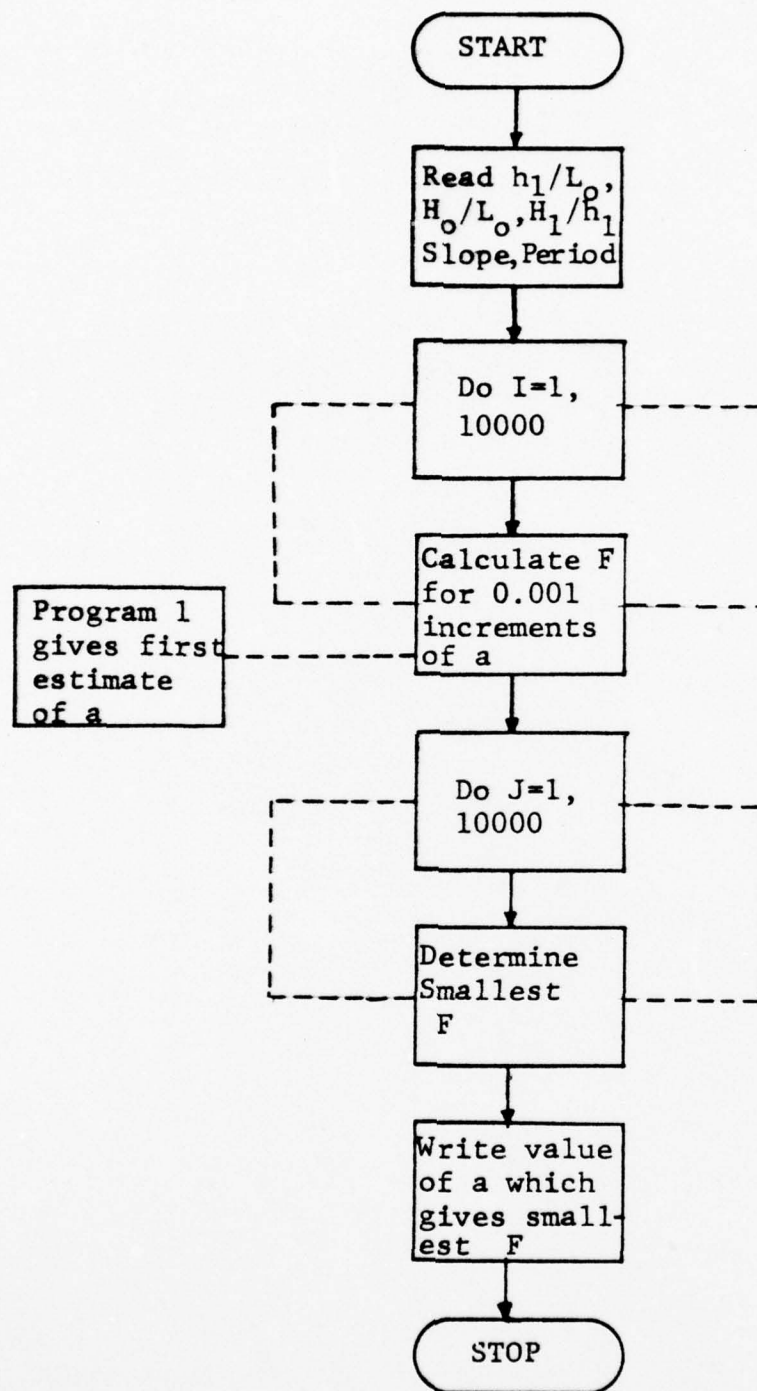 START
Read h1/Lo,
Ho/Lo,H1/h1
Slope,Period
Do I=1,
10000
Calculate F
for 0.001
increments
of a
Program 1
gives first
estimate
of a
Do J=1,
10000
Determine
Smallest
F
Write value
of a which
gives small-
est F
STOP